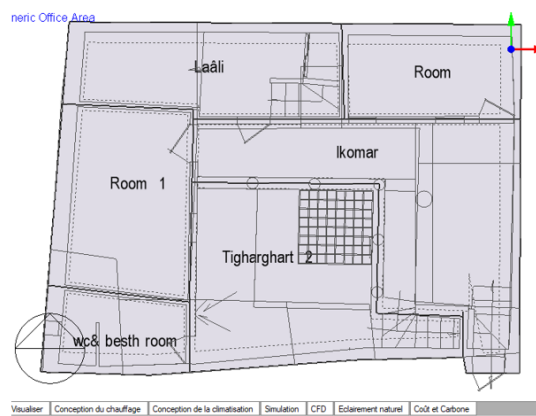 neric Office Area
Laâli
Room
Ikomar
Room 1
Tigharghart 2
wc& besth room
Visualiser
Conception du chauffage
Conception de la climatisation
Simulation
CFD
Eclairement naturel
Coût et Carbone